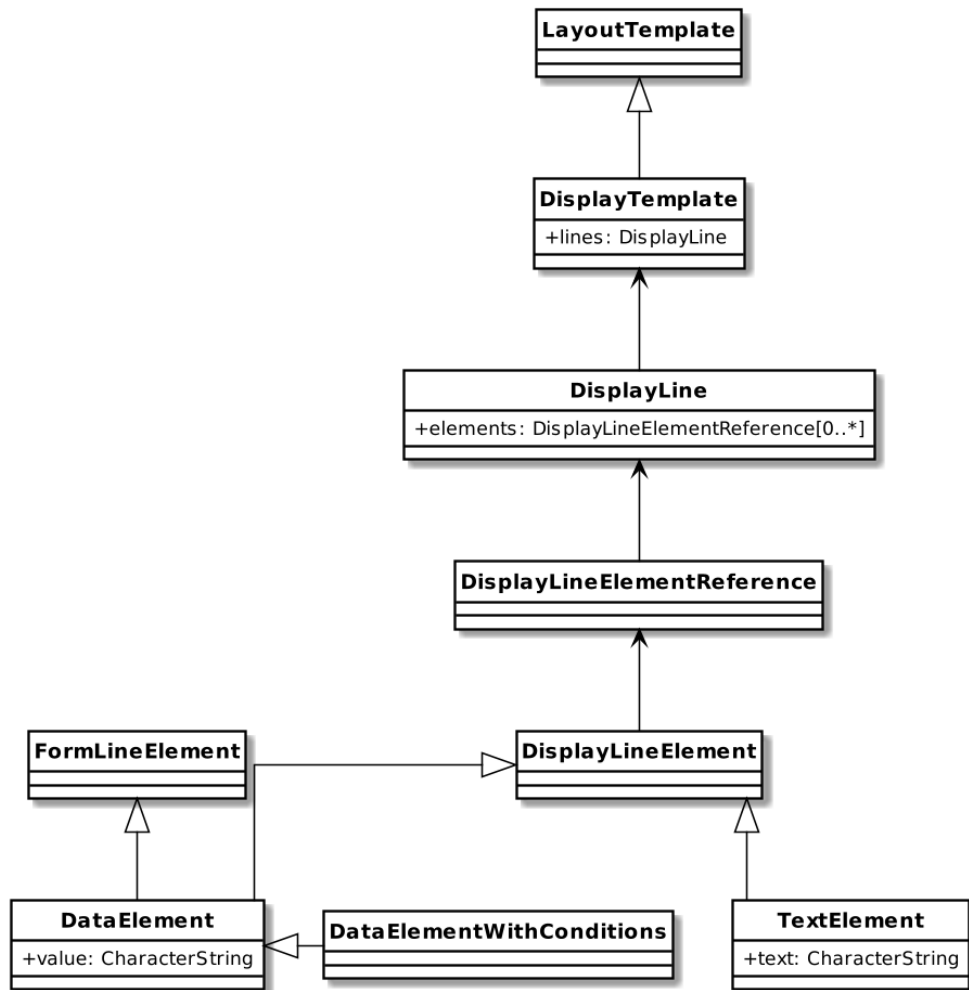 LayoutTemplate
DisplayTemplate
+lines: DisplayLine
DisplayLine
+elements: DisplayLineElementReference[0..*]
DisplayLineElementReference
FormLineElement
DisplayLineElement
DataElement
+value: CharacterString
DataElementWithConditions
TextElement
+text: CharacterString